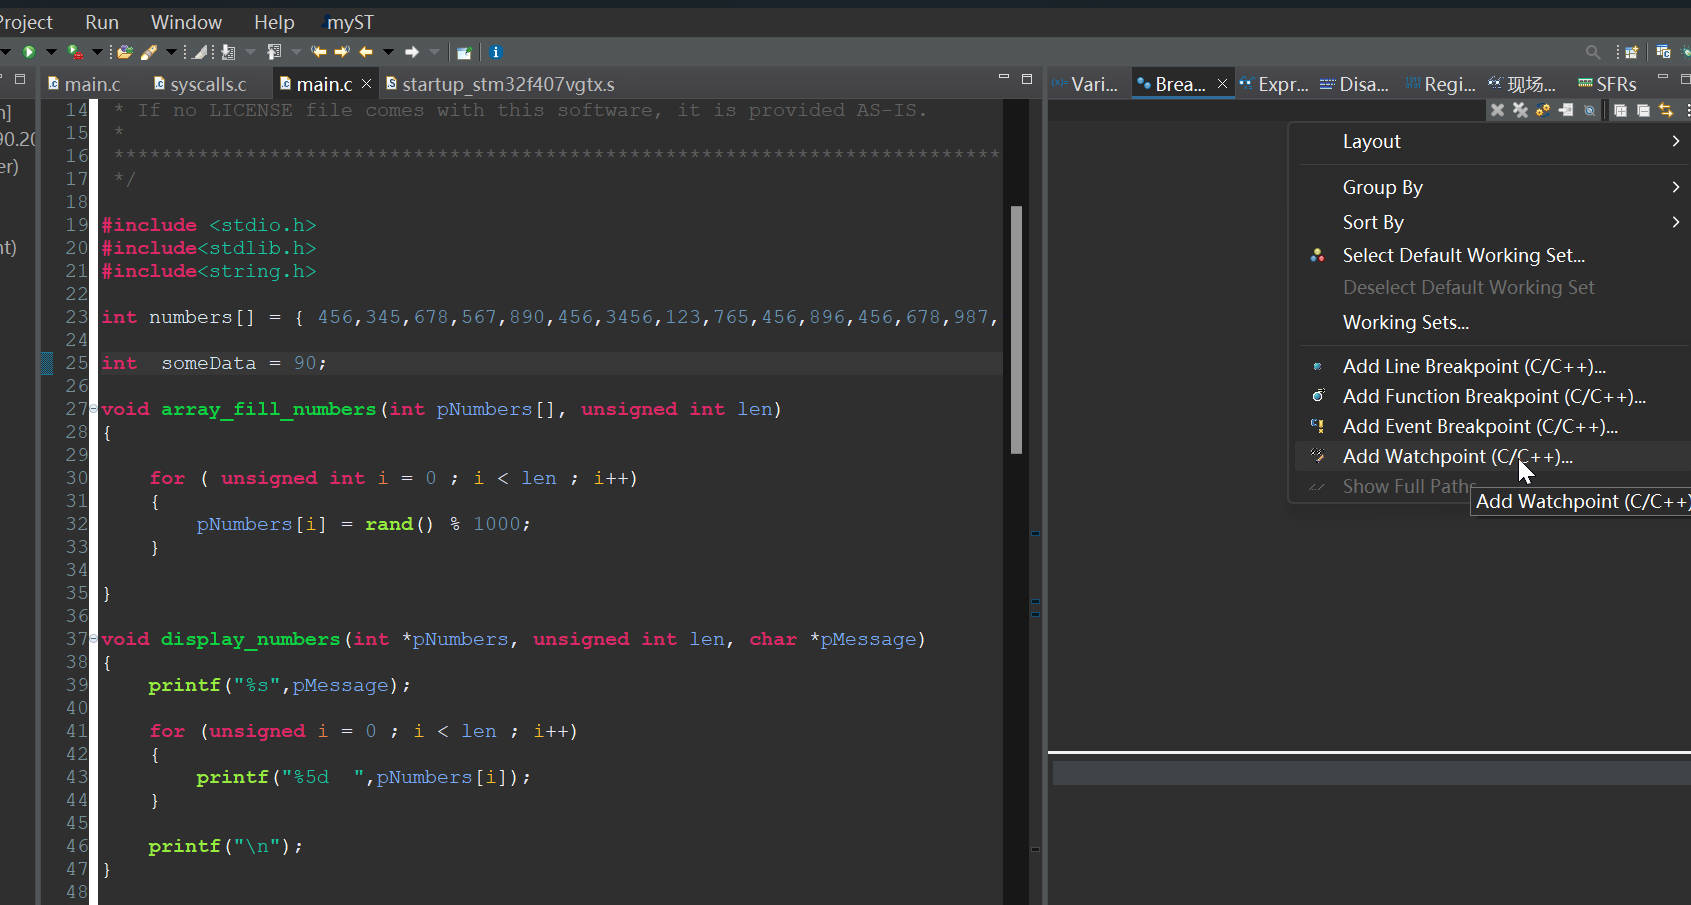 Project Run Window Help myST
main.c syscalls.c main.c startup_stm32f407vgtx.s
Vari... Brea... Expr... Disa... Regi... 现场... SFRs
n]
90.20
er)
nt)
14 * If no LICENSE file comes with this software, it is provided AS-IS.
15 *
16 **************************************************************************
17 */
18
19 #include <stdio.h>
20 #include<stdlib.h>
21 #include<string.h>
22
23 int numbers[] = { 456,345,678,567,890,456,3456,123,765,456,896,456,678,987,
24
25 int  someData = 90;
26
27 void array_fill_numbers(int pNumbers[], unsigned int len)
28 {
29
30     for ( unsigned int i = 0 ; i < len ; i++)
31     {
32         pNumbers[i] = rand() % 1000;
33     }
34
35 }
36
37 void display_numbers(int *pNumbers, unsigned int len, char *pMessage)
38 {
39     printf("%s",pMessage);
40
41     for (unsigned i = 0 ; i < len ; i++)
42     {
43         printf("%5d  ",pNumbers[i]);
44     }
45
46     printf("\n");
47 }
48
Layout
Group By
Sort By
Select Default Working Set...
Deselect Default Working Set
Working Sets...
Add Line Breakpoint (C/C++)...
Add Function Breakpoint (C/C++)...
Add Event Breakpoint (C/C++)...
Add Watchpoint (C/C++)...
Show Full Paths
Add Watchpoint (C/C++)